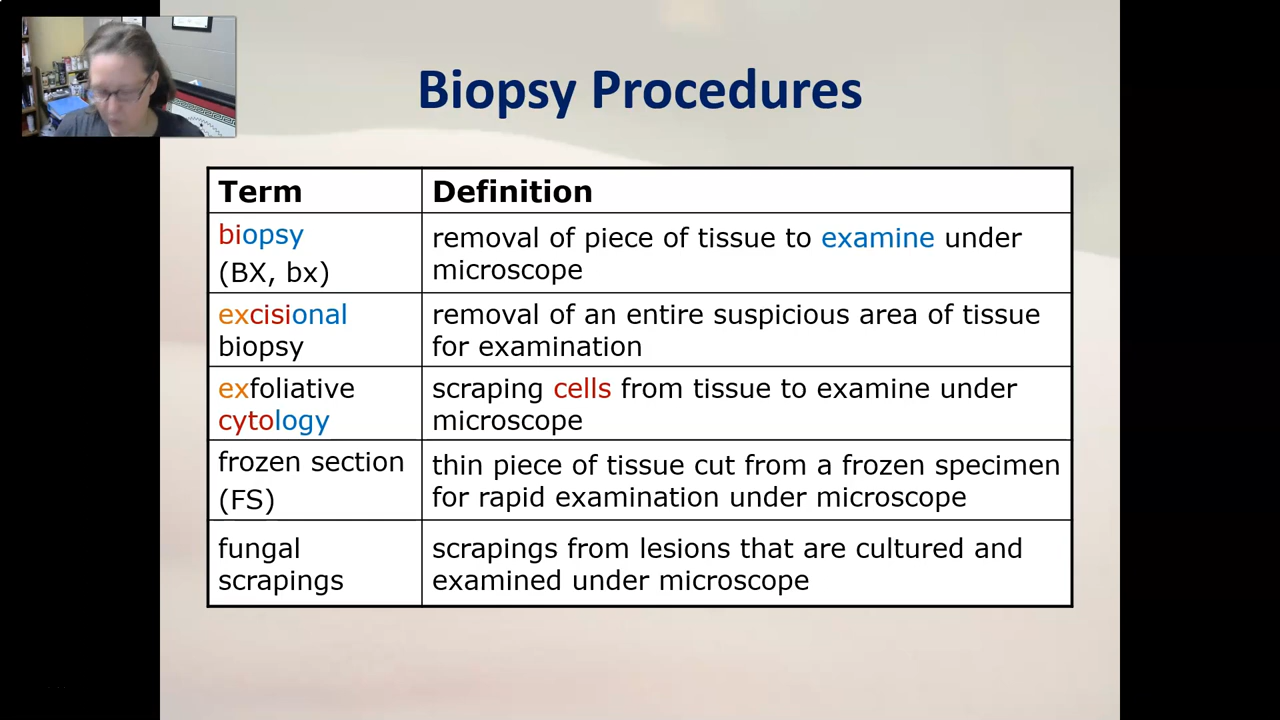 Biopsy Procedures
Term
Definition
biopsy
(BX, bx)
removal of piece of tissue to examine under
microscope
excisional
biopsy
removal of an entire suspicious area of tissue
for examination
exfoliative
cytology
scraping cells from tissue to examine under
microscope
frozen section
(FS)
thin piece of tissue cut from a frozen specimen
for rapid examination under microscope
fungal
scrapings
scrapings from lesions that are cultured and
examined under microscope